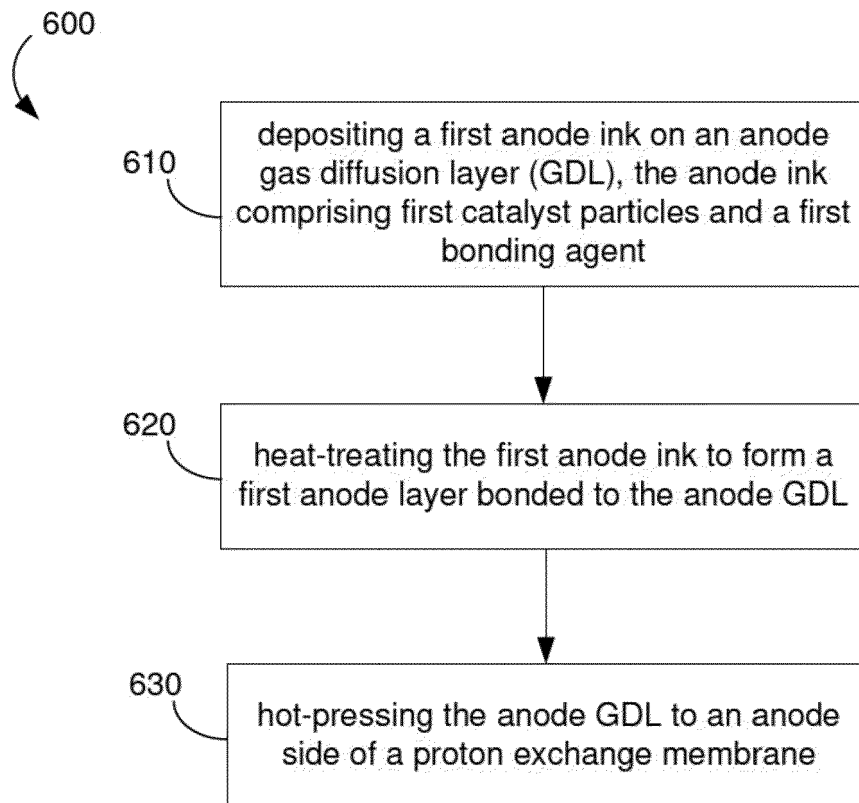 600
610
depositing a first anode ink on an anode
gas diffusion layer (GDL), the anode ink
comprising first catalyst particles and a first
bonding agent
620
heat-treating the first anode ink to form a
first anode layer bonded to the anode GDL
630
hot-pressing the anode GDL to an anode
side of a proton exchange membrane